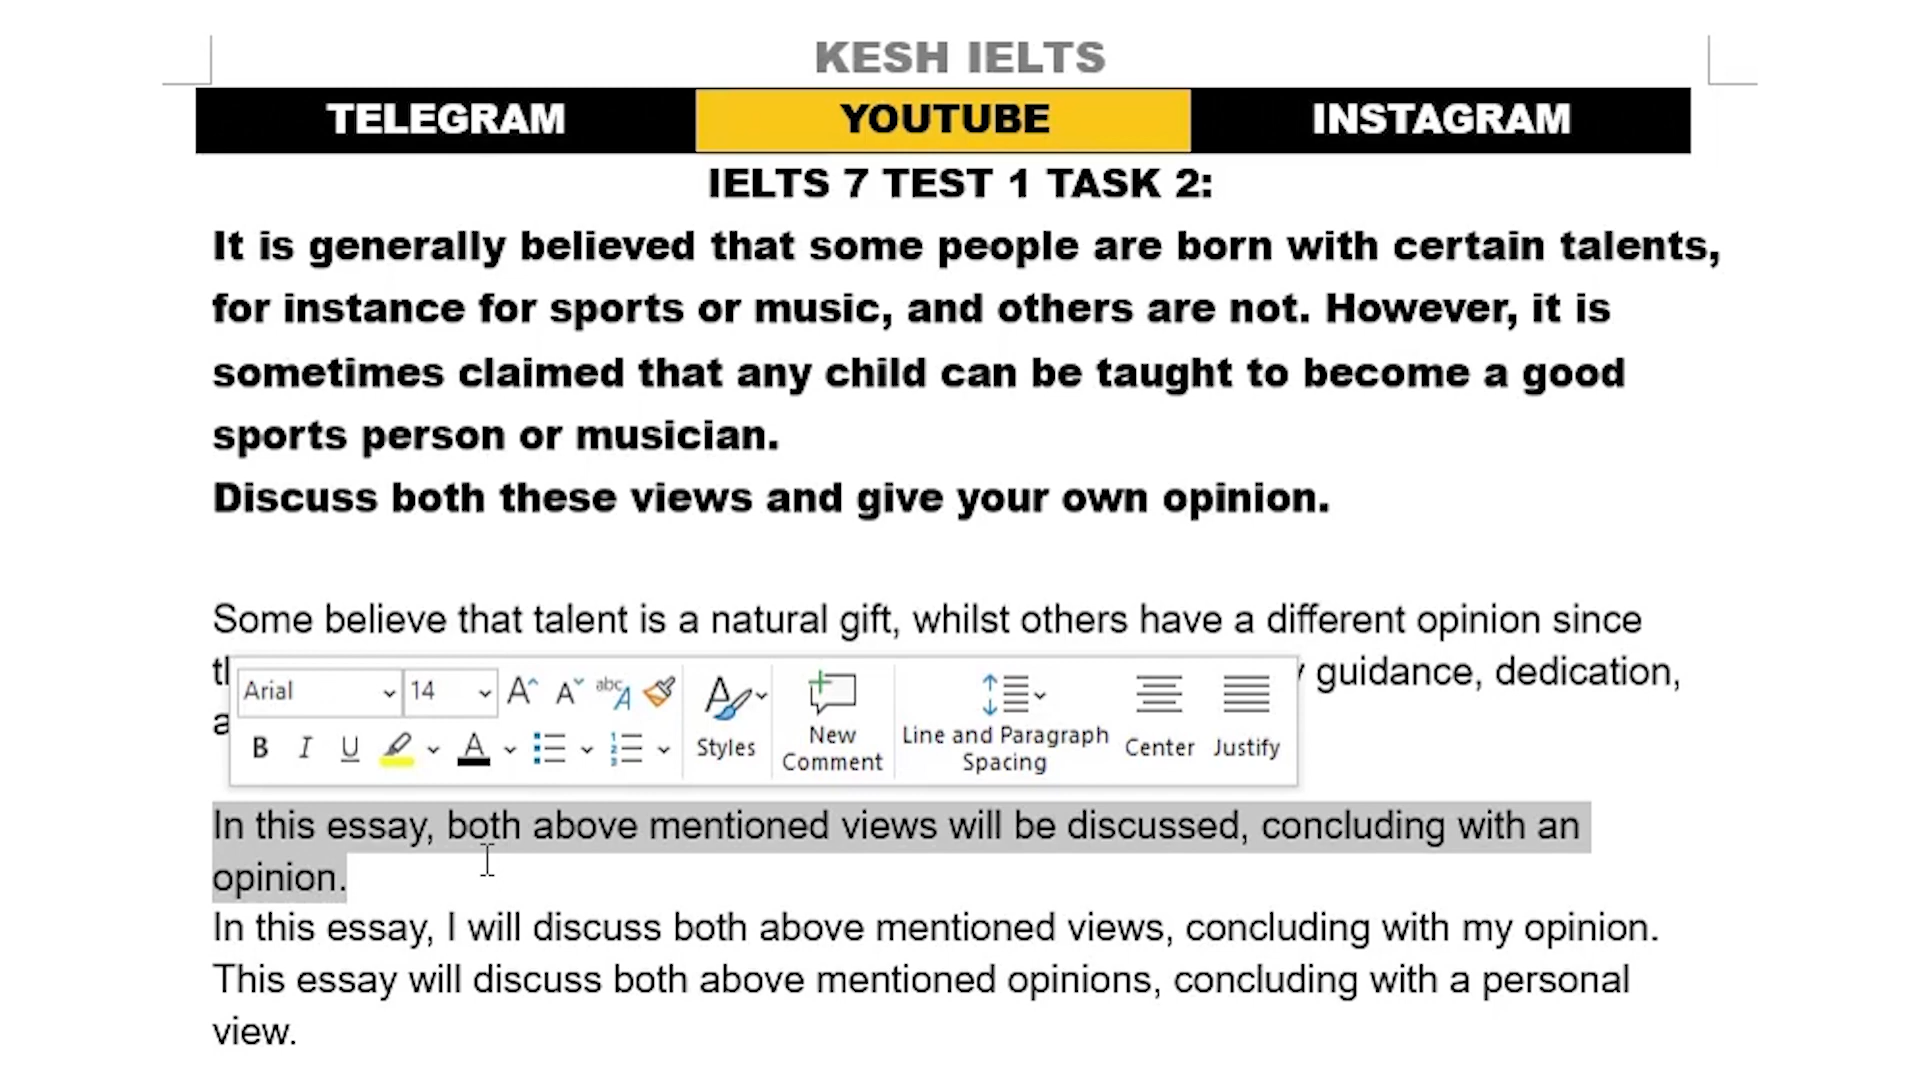 KESH IELTS
TELEGRAM YOUTUBE INSTAGRAM
IELTS 7 TEST 1 TASK 2:
It is generally believed that some people are born with certain talents,
for instance for sports or music, and others are not. However, it is
sometimes claimed that any child can be taught to become a good
sports person or musician.
Discuss both these views and give your own opinion.
Some believe that talent is a natural gift, whilst others have a different opinion since
guidance, dedication,
Arial 14
B I U Styles New Comment Line and Paragraph Spacing Center Justify
In this essay, both above mentioned views will be discussed, concluding with an
opinion.
In this essay, I will discuss both above mentioned views, concluding with my opinion.
This essay will discuss both above mentioned opinions, concluding with a personal
view.